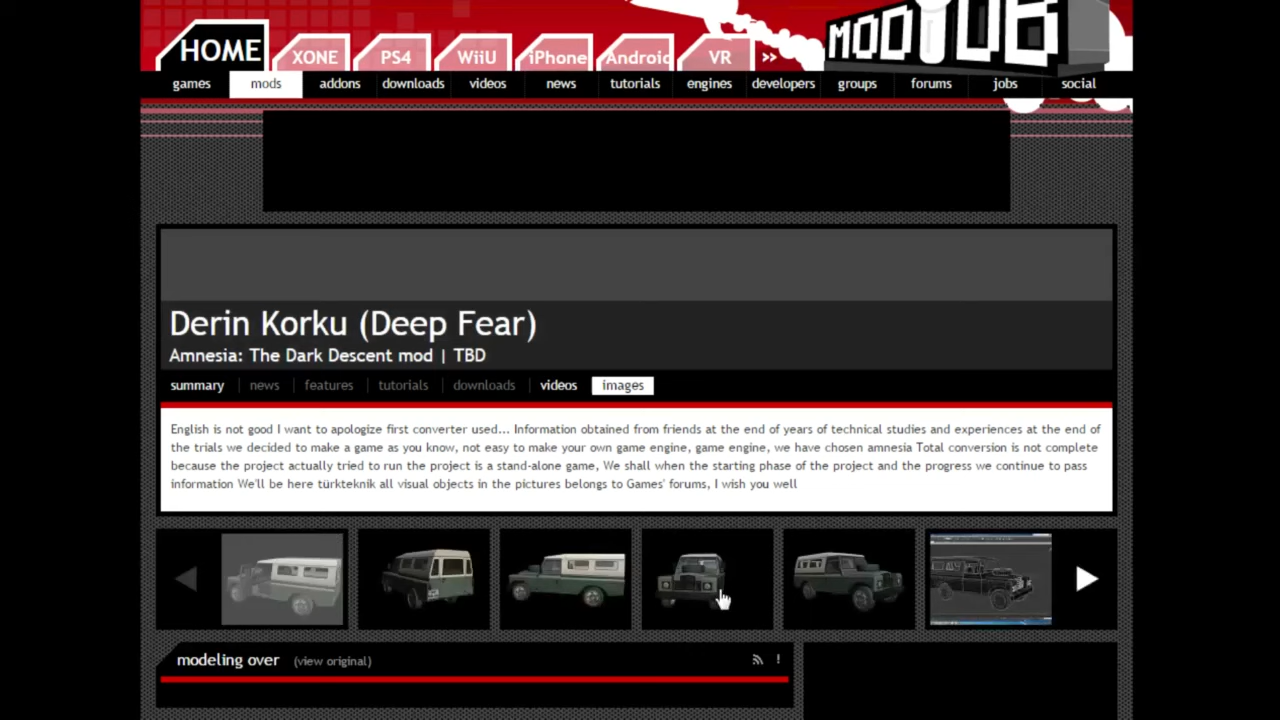 MOD DB
HOME XONE PS4 WiiU iPhone Android VR »
games mods addons downloads videos news tutorials engines developers groups forums jobs social
Derin Korku (Deep Fear)
Amnesia: The Dark Descent mod | TBD
summary news features tutorials downloads videos images
English is not good I want to apologize first converter used... Information obtained from friends at the end of years of technical studies and experiences at the end of
the trials we decided to make a game as you know, not easy to make your own game engine, game engine, we have chosen amnesia Total conversion is not complete
because the project actually tried to run the project is a stand-alone game, We shall when the starting phase of the project and the progress we continue to pass
information We'll be here türkteknik all visual objects in the pictures belongs to Games' forums, I wish you well
modeling over (view original) !